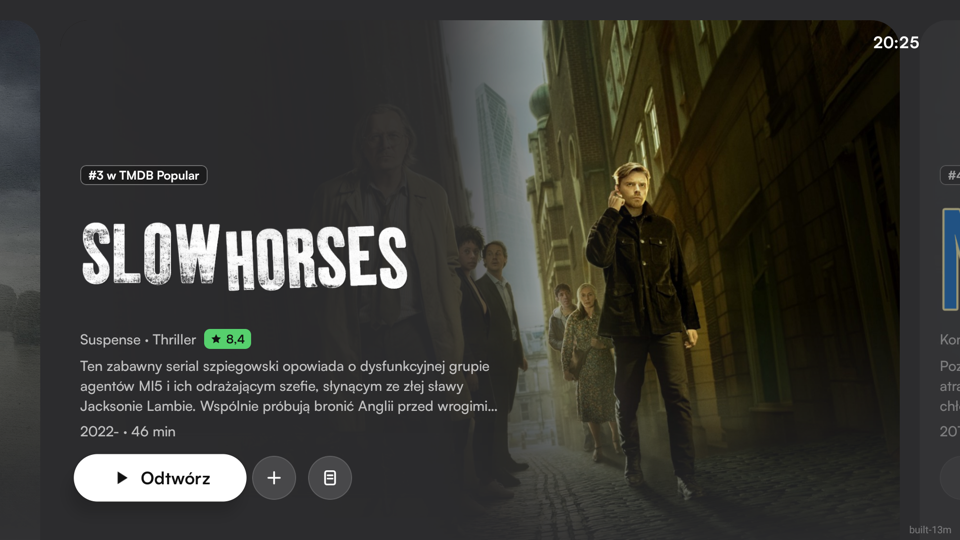 20:25
#3 w TMDB Popular
SLOW HORSES
Suspense · Thriller ★ 8,4
Ten zabawny serial szpiegowski opowiada o dysfunkcyjnej grupie
agentów MI5 i ich odrażającym szefie, słynącym ze złej sławy
Jacksonie Lambie. Wspólnie próbują bronić Anglii przed wrogimi...
2022- · 46 min
Odtwórz
built-13m